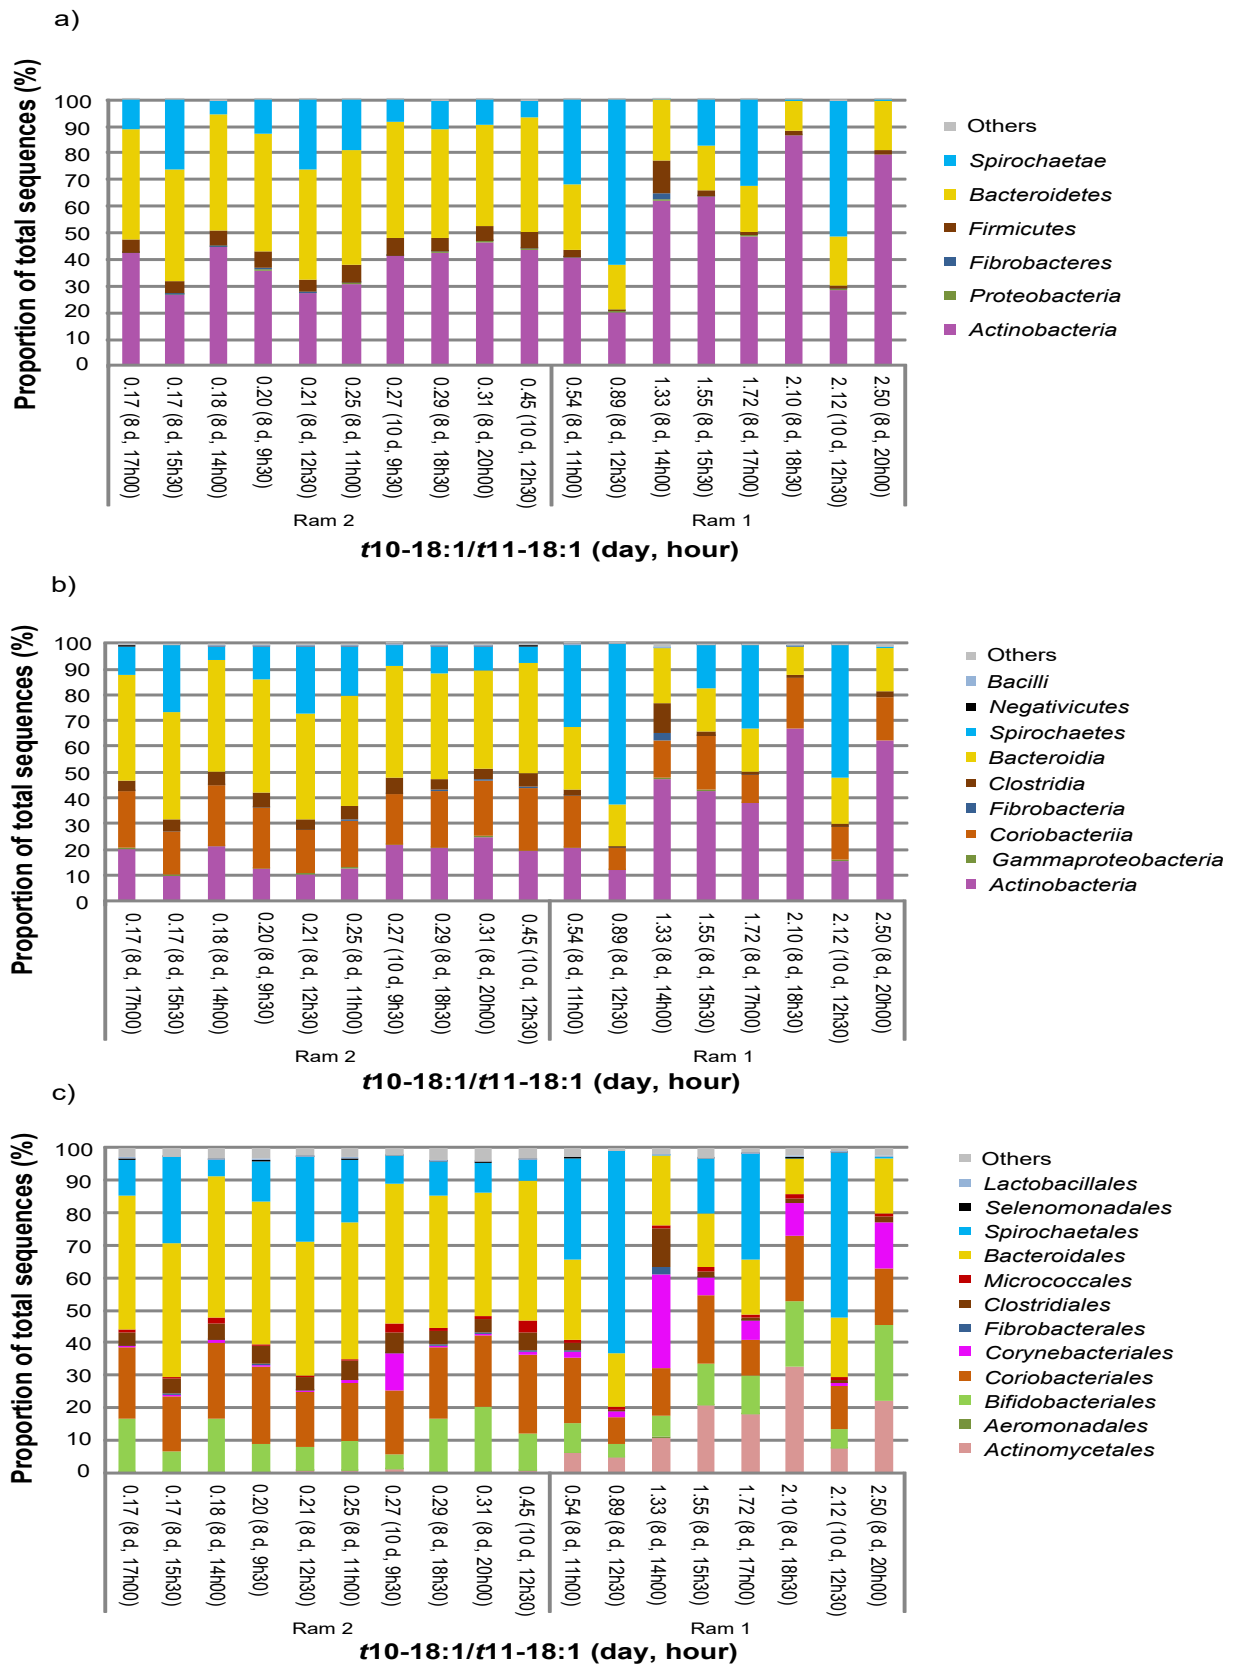 a)
Proportion of total sequences (%)
100
90
80
70
60
50
40
30
20
10
0
Others
Spirochaetae
Bacteroidetes
Firmicutes
Fibrobacteres
Proteobacteria
Actinobacteria
0.17 (8 d, 17h00)
0.17 (8 d, 15h30)
0.18 (8 d, 14h00)
0.20 (8 d, 9h30)
0.21 (8 d, 12h30)
0.25 (8 d, 11h00)
0.27 (10 d, 9h30)
0.29 (8 d, 18h30)
0.31 (8 d, 20h00)
0.45 (10 d, 12h30)
0.54 (8 d, 11h00)
0.89 (8 d, 12h30)
1.33 (8 d, 14h00)
1.55 (8 d, 15h30)
1.72 (8 d, 17h00)
2.10 (8 d, 18h30)
2.12 (10 d, 12h30)
2.50 (8 d, 20h00)
Ram 2
Ram 1
t10-18:1/t11-18:1 (day, hour)
b)
Proportion of total sequences (%)
100
90
80
70
60
50
40
30
20
10
0
Others
Bacilli
Negativicutes
Spirochaetes
Bacteroidia
Clostridia
Fibrobacteria
Coriobacteriia
Gammaproteobacteria
Actinobacteria
0.17 (8 d, 17h00)
0.17 (8 d, 15h30)
0.18 (8 d, 14h00)
0.20 (8 d, 9h30)
0.21 (8 d, 12h30)
0.25 (8 d, 11h00)
0.27 (10 d, 9h30)
0.29 (8 d, 18h30)
0.31 (8 d, 20h00)
0.45 (10 d, 12h30)
0.54 (8 d, 11h00)
0.89 (8 d, 12h30)
1.33 (8 d, 14h00)
1.55 (8 d, 15h30)
1.72 (8 d, 17h00)
2.10 (8 d, 18h30)
2.12 (10 d, 12h30)
2.50 (8 d, 20h00)
Ram 2
Ram 1
t10-18:1/t11-18:1 (day, hour)
c)
Proportion of total sequences (%)
100
90
80
70
60
50
40
30
20
10
0
Others
Lactobacillales
Selenomonadales
Spirochaetales
Bacteroidales
Micrococcales
Clostridiales
Fibrobacterales
Corynebacteriales
Coriobacteriales
Bifidobacteriales
Aeromonadales
Actinomycetales
0.17 (8 d, 17h00)
0.17 (8 d, 15h30)
0.18 (8 d, 14h00)
0.20 (8 d, 9h30)
0.21 (8 d, 12h30)
0.25 (8 d, 11h00)
0.27 (10 d, 9h30)
0.29 (8 d, 18h30)
0.31 (8 d, 20h00)
0.45 (10 d, 12h30)
0.54 (8 d, 11h00)
0.89 (8 d, 12h30)
1.33 (8 d, 14h00)
1.55 (8 d, 15h30)
1.72 (8 d, 17h00)
2.10 (8 d, 18h30)
2.12 (10 d, 12h30)
2.50 (8 d, 20h00)
Ram 2
Ram 1
t10-18:1/t11-18:1 (day, hour)